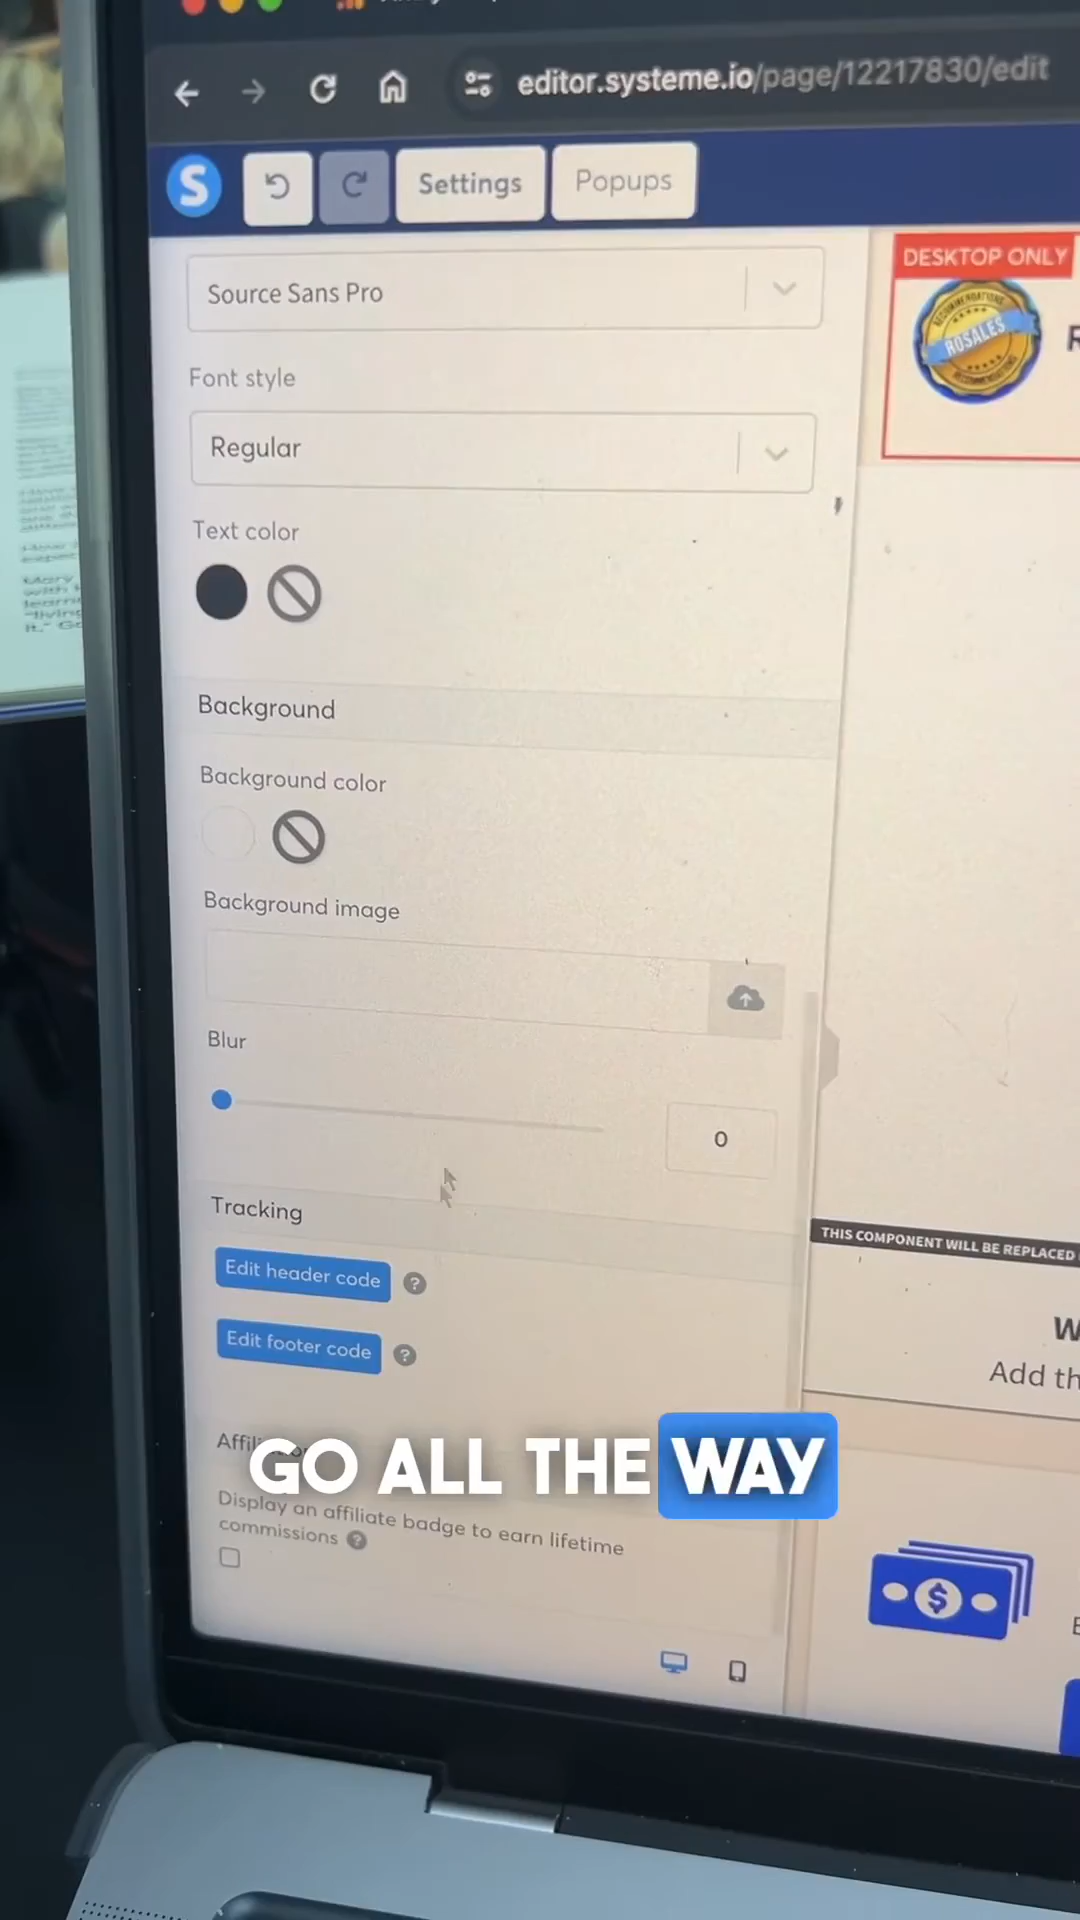 editor.systeme.io/page/12217830/edit
S
Settings
Popups
Source Sans Pro
Font style
Regular
Text color
Background
Background color
Background image
Blur
0
Tracking
Edit header code ?
Edit footer code ?
GO ALL THE WAY
Display an affiliate badge to earn lifetime
commissions ?
DESKTOP ONLY
RECOMMENDATIONS
ROSALES
RECOMMENDATIONS
THIS COMPONENT WILL BE REPLACED
W
Add th
$